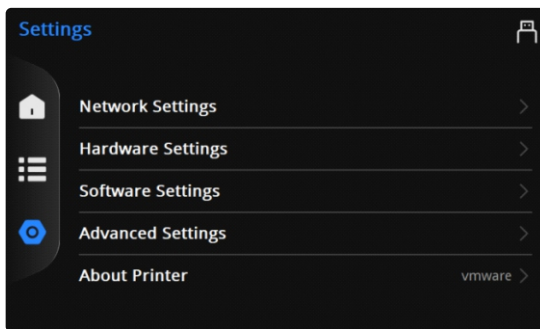 Settings
Network Settings
Hardware Settings
Software Settings
Advanced Settings
About Printer vmware